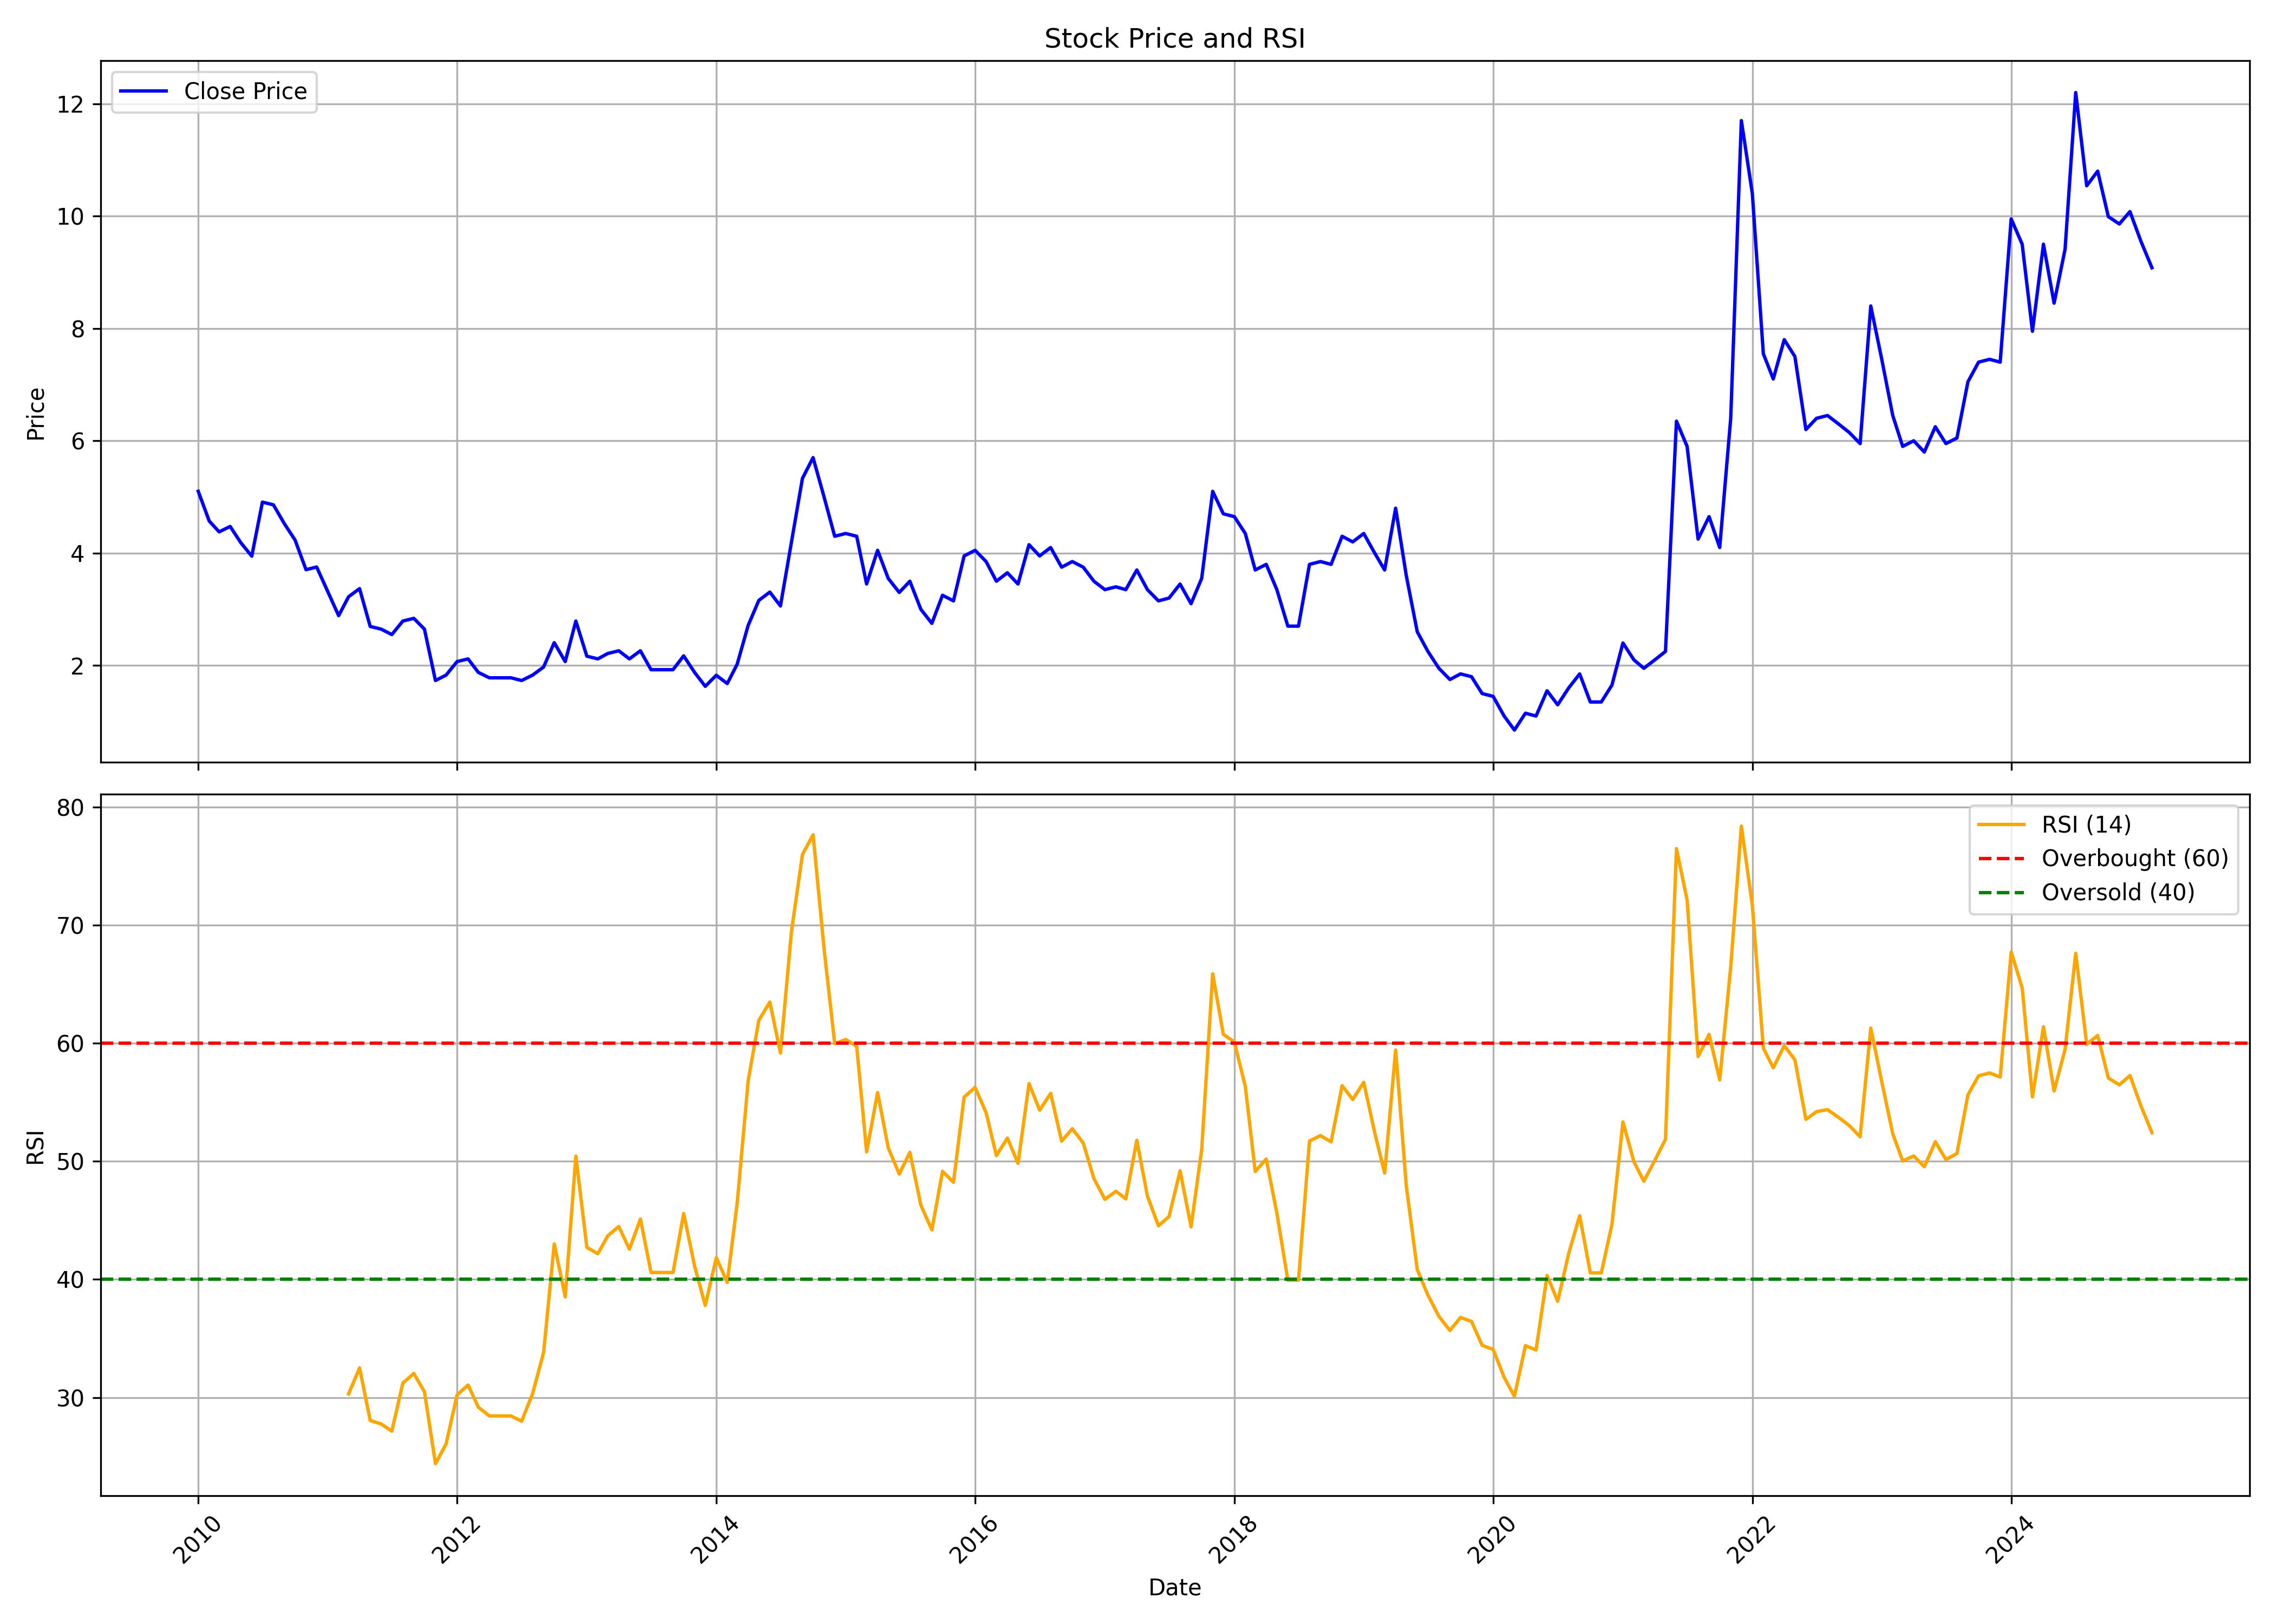 Stock Price and RSI
Close Price
12
10
8
6
4
2
Price
80
70
60
50
40
30
RSI
RSI (14)
Overbought (60)
Oversold (40)
2010
2012
2014
2016
2018
2020
2022
2024
Date